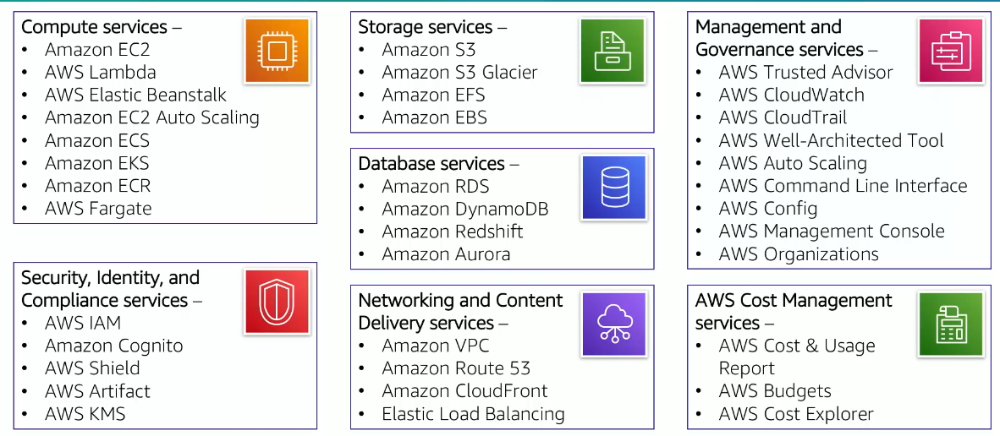 Compute services –
• Amazon EC2
• AWS Lambda
• AWS Elastic Beanstalk
• Amazon EC2 Auto Scaling
• Amazon ECS
• Amazon EKS
• Amazon ECR
• AWS Fargate
Security, Identity, and
Compliance services –
• AWS IAM
• Amazon Cognito
• AWS Shield
• AWS Artifact
• AWS KMS
Storage services –
• Amazon S3
• Amazon S3 Glacier
• Amazon EFS
• Amazon EBS
Database services –
• Amazon RDS
• Amazon DynamoDB
• Amazon Redshift
• Amazon Aurora
Networking and Content
Delivery services –
• Amazon VPC
• Amazon Route 53
• Amazon CloudFront
• Elastic Load Balancing
Management and
Governance services –
• AWS Trusted Advisor
• AWS CloudWatch
• AWS CloudTrail
• AWS Well-Architected Tool
• AWS Auto Scaling
• AWS Command Line Interface
• AWS Config
• AWS Management Console
• AWS Organizations
AWS Cost Management
services –
• AWS Cost & Usage
Report
• AWS Budgets
• AWS Cost Explorer